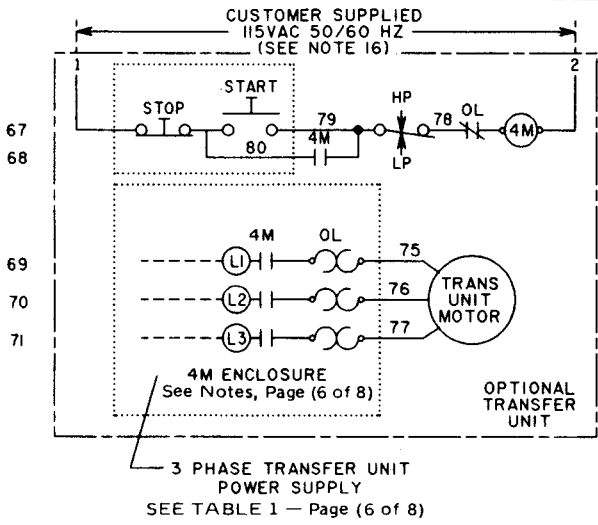 CUSTOMER SUPPLIED
115VAC 50/60 HZ
(SEE NOTE 16)
1
2
START
STOP
HP
67
79
78
OL
4M
4M
68
80
LP
4M
OL
69
L1
75
70
L2
76
TRANS
UNIT
MOTOR
71
L3
77
4M ENCLOSURE
See Notes, Page (6 of 8)
OPTIONAL
TRANSFER
UNIT
3 PHASE TRANSFER UNIT
POWER SUPPLY
SEE TABLE 1 — Page (6 of 8)